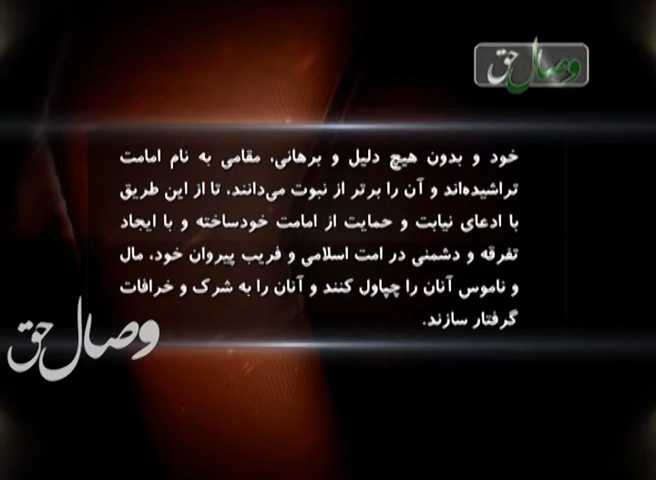 وصال حق
خود و بدون هیچ دلیل و برهانی، مقامی به نام امامت
تراشیده‌اند و آن را برتر از نبوت می‌دانند، تا از این طریق
با ادعای نیابت و حمایت از امامت خودساخته و با ایجاد
تفرقه و دشمنی در امت اسلامی و فریب پیروان خود، مال
و ناموس آنان را چپاول کنند و آنان را به شرک و خرافات
گرفتار سازند.
وصال حق